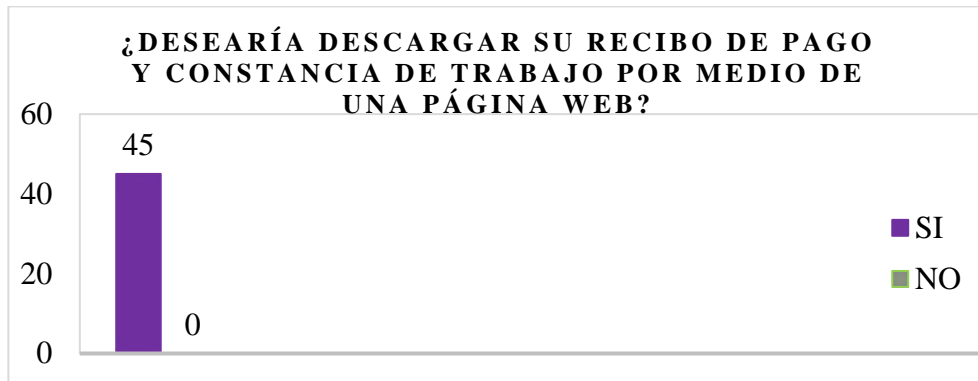 ¿DESEARÍA DESCARGAR SU RECIBO DE PAGO
Y CONSTANCIA DE TRABAJO POR MEDIO DE
UNA PÁGINA WEB?
60
45
40
SI
20
NO
0
0